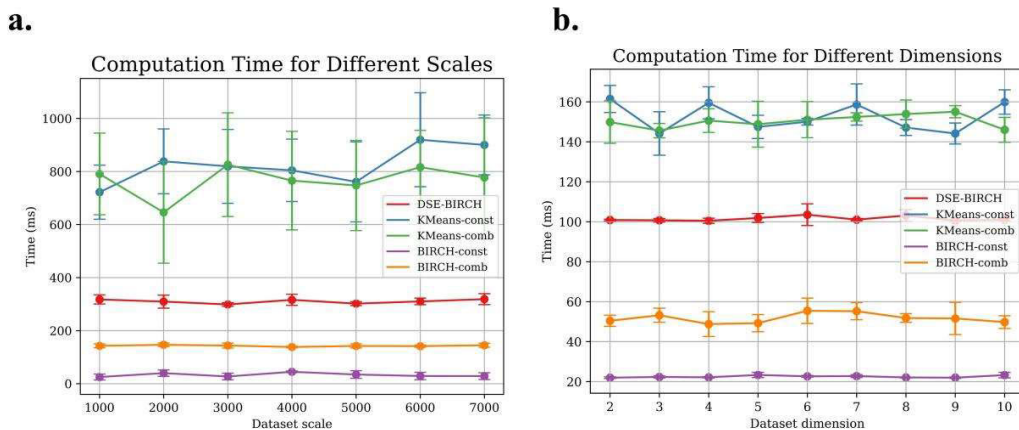 a.
Computation Time for Different Scales
1000
800
600
400
200
0
Time (ms)
DSE-BIRCH
KMeans-const
KMeans-comb
BIRCH-const
BIRCH-comb
1000 2000 3000 4000 5000 6000 7000
Dataset scale
b.
Computation Time for Different Dimensions
160
140
120
100
80
60
40
20
Time (ms)
DSE-BIRCH
KMeans-const
KMeans-comb
BIRCH-const
BIRCH-comb
2 3 4 5 6 7 8 9 10
Dataset dimension